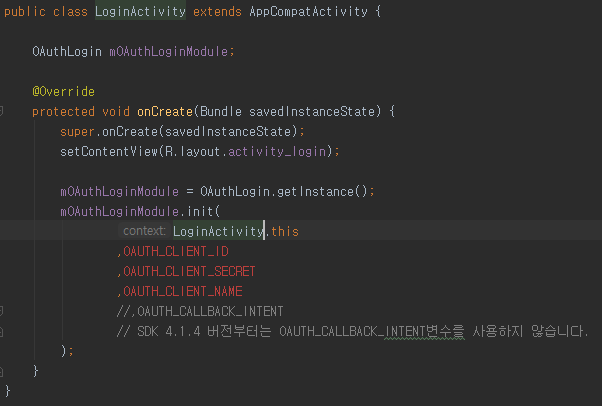 public class LoginActivity extends AppCompatActivity {
OAuthLogin mOAuthLoginModule;
@Override
protected void onCreate(Bundle savedInstanceState) {
super.onCreate(savedInstanceState);
setContentView(R.layout.activity_login);
mOAuthLoginModule = OAuthLogin.getInstance();
mOAuthLoginModule.init(
context: LoginActivity.this
,OAUTH_CLIENT_ID
,OAUTH_CLIENT_SECRET
,OAUTH_CLIENT_NAME
//,OAUTH_CALLBACK_INTENT
// SDK 4.1.4 버전부터는 OAUTH_CALLBACK_INTENT변수를 사용하지 않습니다.
);
}
}